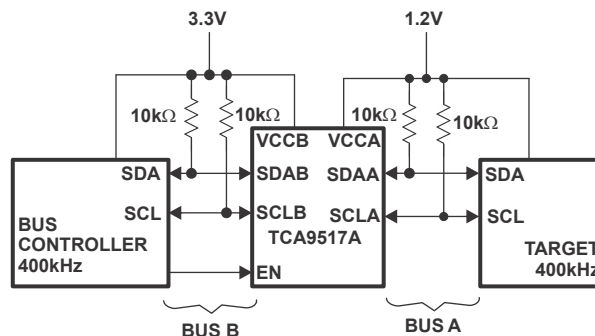 3.3V
1.2V
10kΩ
10kΩ
10kΩ
10kΩ
VCCB
VCCA
SDA
SDAB
SDAA
SDA
SCL
SCLB
SCLA
SCL
BUS
CONTROLLER
400kHz
TCA9517A
TARGET
400kHz
EN
BUS B
BUS A